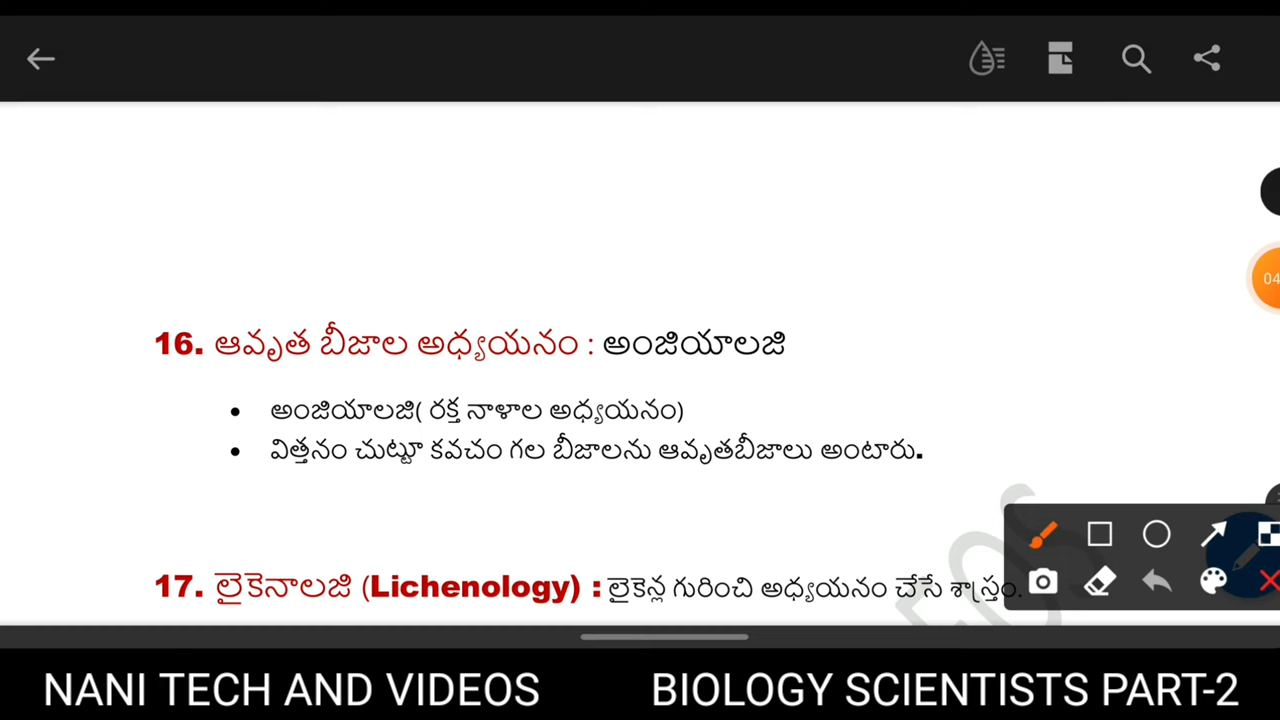 04
16. ఆవృత బీజాల అధ్యయనం : అంజియాలజి
• అంజియాలజి( రక్త నాళాల అధ్యయనం)
• విత్తనం చుట్టూ కవచం గల బీజాలను ఆవృతబీజాలు అంటారు.
17. లైకెనాలజి (Lichenology) : లైకెన్ల గురించి అధ్యయనం చేసే శాస్త్రం.
NANI TECH AND VIDEOS BIOLOGY SCIENTISTS PART-2